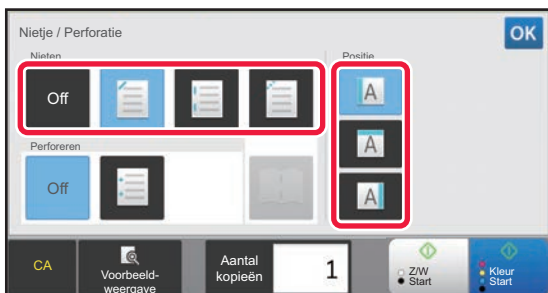 Nietje / Perforatie
OK
Nieten
Positie
Off
A
A
A
Perforeren
Off
CA
Voorbeeld-
weergave
Aantal
kopieën
1
Z/W
Start
Kleur
Start